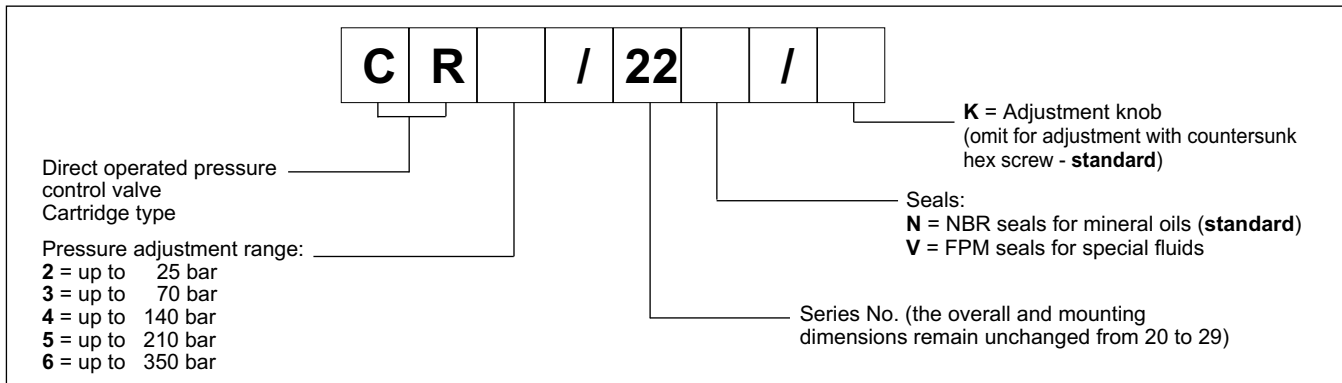 C R / 22 /
K = Adjustment knob
(omit for adjustment with countersunk
hex screw - standard)
Direct operated pressure
control valve
Cartridge type
Seals:
N = NBR seals for mineral oils (standard)
V = FPM seals for special fluids
Pressure adjustment range:
2 = up to 25 bar
3 = up to 70 bar
4 = up to 140 bar
5 = up to 210 bar
6 = up to 350 bar
Series No. (the overall and mounting
dimensions remain unchanged from 20 to 29)